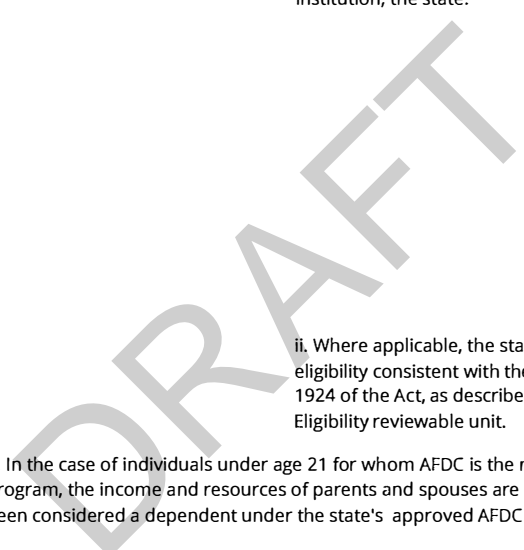 institution, the state:
DRAFT
ii. Where applicable, the sta
eligibility consistent with the
1924 of the Act, as describe
Eligibility reviewable unit.
In the case of individuals under age 21 for whom AFDC is the
rogram, the income and resources of parents and spouses are
een considered a dependent under the state's approved AFDC